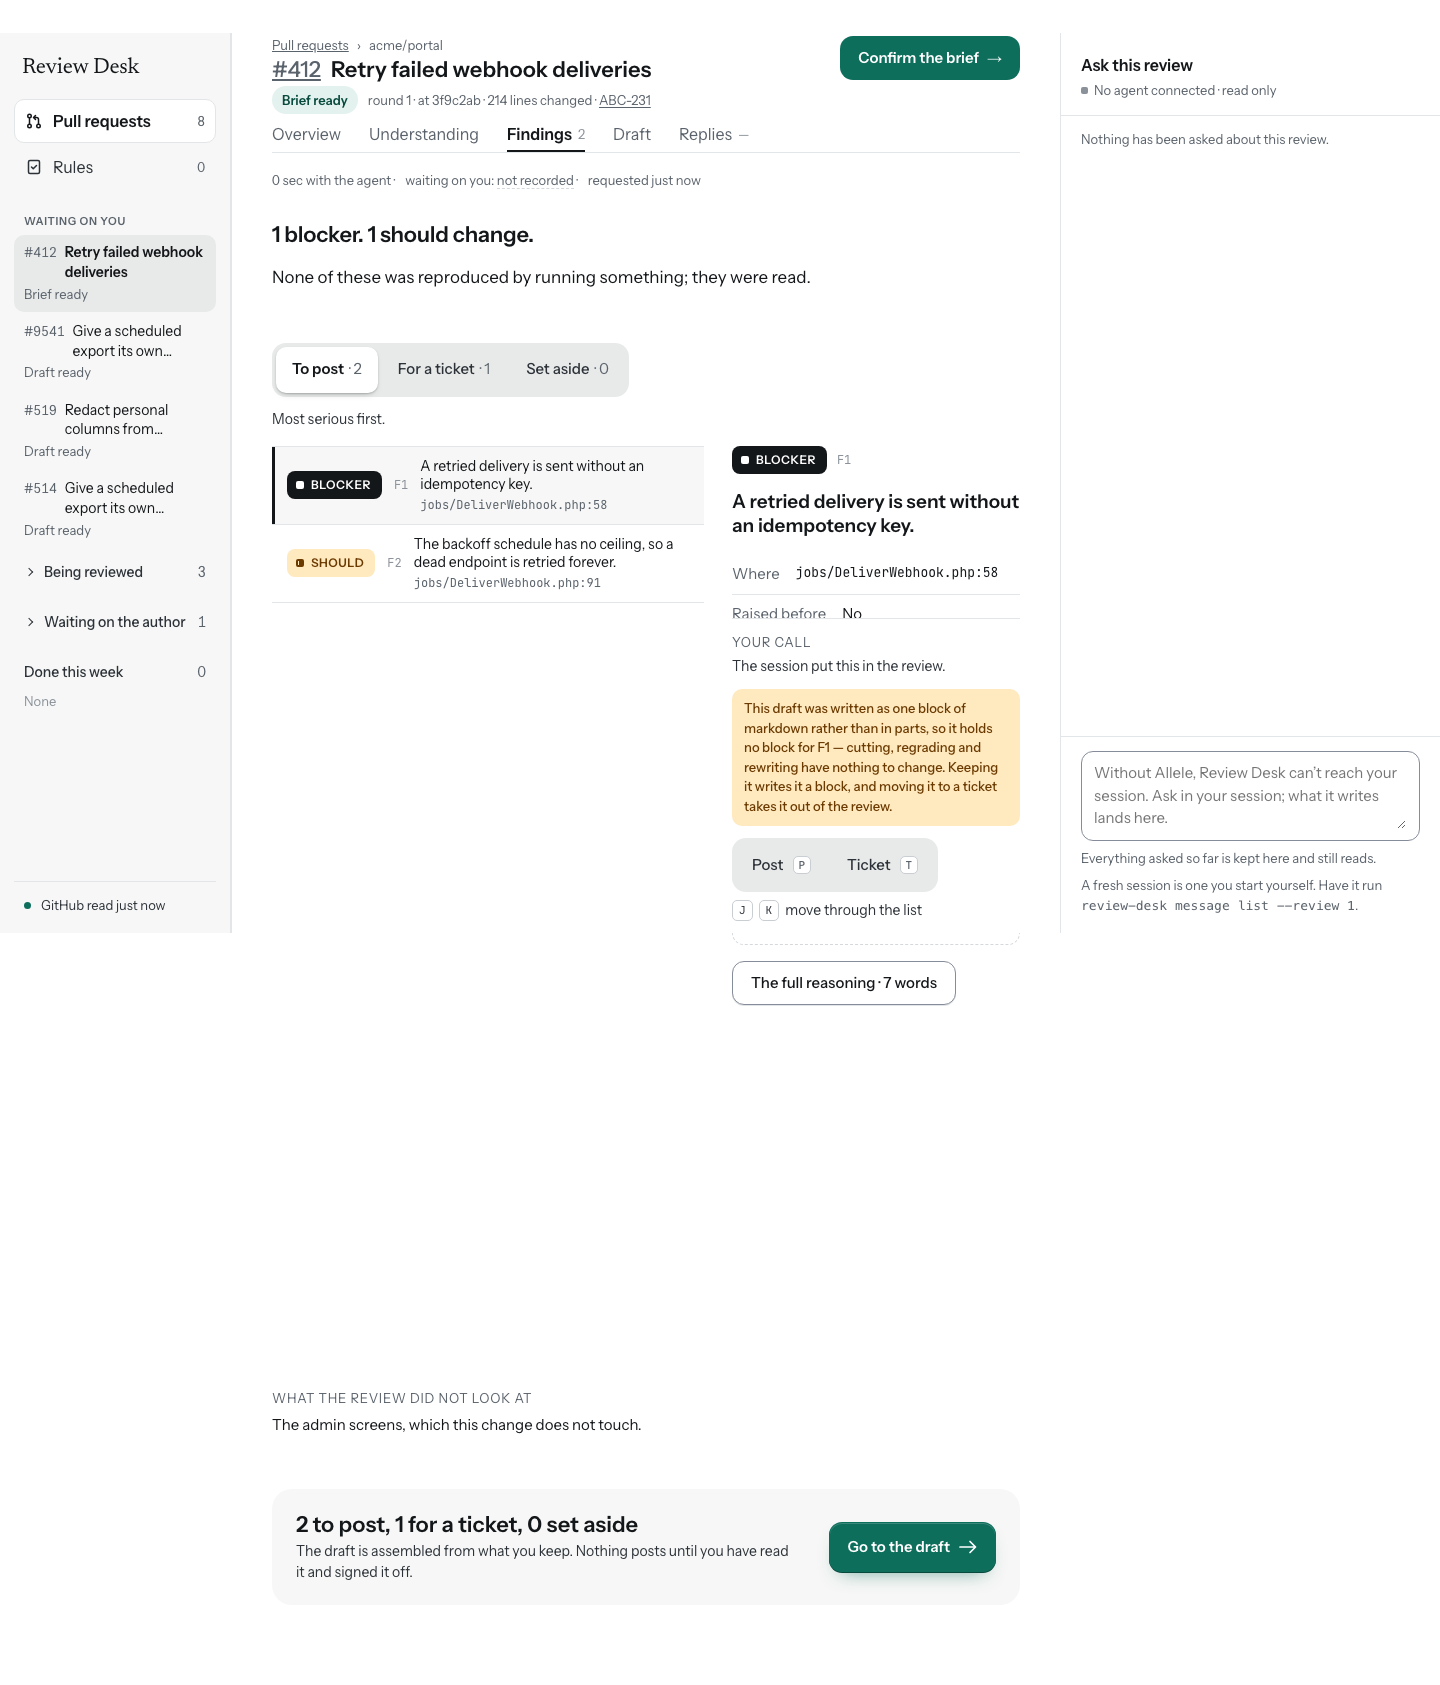 Review Desk
Pull requests 8
Rules 0
WAITING ON YOU
#412 Retry failed webhook
deliveries
Brief ready
#9541 Give a scheduled
export its own...
Draft ready
#519 Redact personal
columns from...
Draft ready
#514 Give a scheduled
export its own...
Draft ready
Being reviewed 3
Waiting on the author 1
Done this week 0
None
GitHub read just now
Pull requests › acme/portal
#412 Retry failed webhook deliveries
Confirm the brief →
Brief ready round 1 · at 3f9c2ab · 214 lines changed · ABC-231
Overview Understanding Findings 2 Draft Replies —
0 sec with the agent · waiting on you: not recorded · requested just now
1 blocker. 1 should change.
None of these was reproduced by running something; they were read.
To post · 2 For a ticket · 1 Set aside · 0
Most serious first.
BLOCKER F1 A retried delivery is sent without an
idempotency key.
jobs/DeliverWebhook.php:58
SHOULD F2 The backoff schedule has no ceiling, so a
dead endpoint is retried forever.
jobs/DeliverWebhook.php:91
BLOCKER F1
A retried delivery is sent without
an idempotency key.
Where jobs/DeliverWebhook.php:58
Raised before No
YOUR CALL
The session put this in the review.
This draft was written as one block of
markdown rather than in parts, so it holds
no block for F1 — cutting, regrading and
rewriting have nothing to change. Keeping
it writes it a block, and moving it to a ticket
takes it out of the review.
Post P Ticket T
J K move through the list
The full reasoning · 7 words
WHAT THE REVIEW DID NOT LOOK AT
The admin screens, which this change does not touch.
2 to post, 1 for a ticket, 0 set aside
The draft is assembled from what you keep. Nothing posts until you have read
it and signed it off.
Go to the draft →
Ask this review
No agent connected · read only
Nothing has been asked about this review.
Without Allele, Review Desk can't reach your
session. Ask in your session; what it writes
lands here.
Everything asked so far is kept here and still reads.
A fresh session is one you start yourself. Have it run
review-desk message list --review 1.